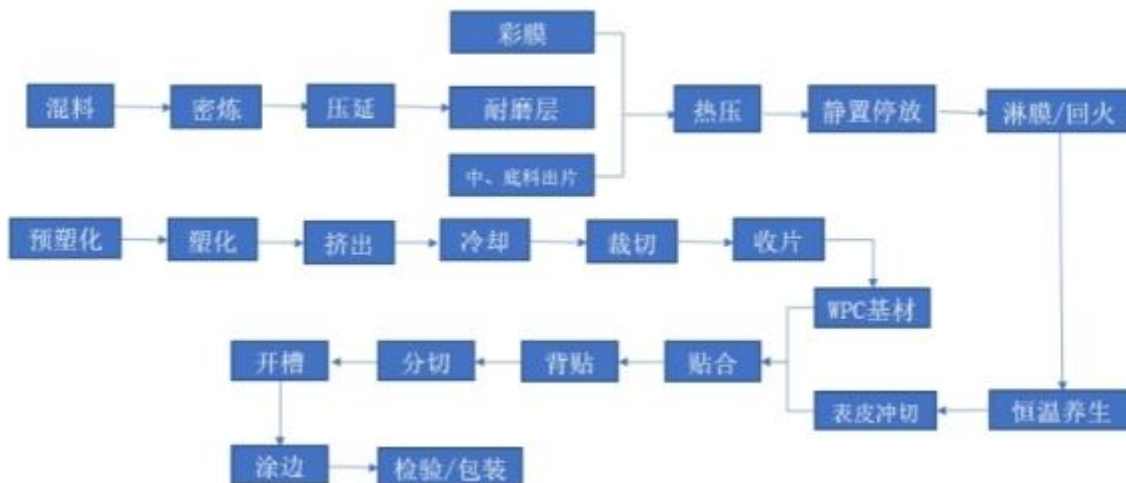 彩膜
混料
密炼
压延
耐磨层
热压
静置停放
淋膜/回火
中、底料出片
预塑化
塑化
挤出
冷却
裁切
收片
WPC基材
开槽
分切
背贴
贴合
表皮冲切
恒温养生
涂边
检验/包装